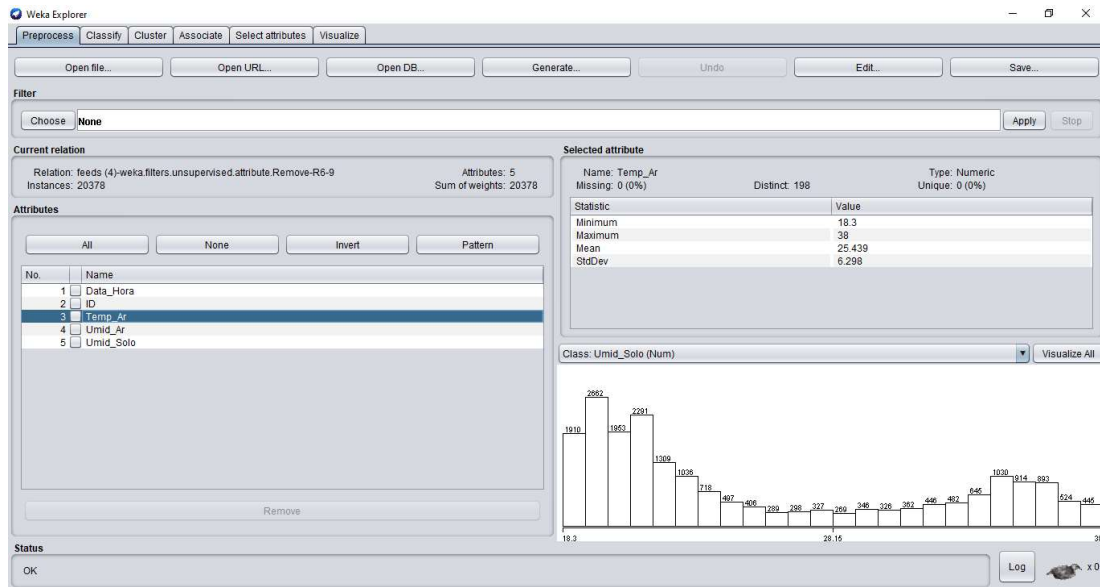 Weka Explorer
Preprocess Classify Cluster Associate Select attributes Visualize
Open file... Open URL... Open DB... Generate... Undo Edit... Save...
Filter
Choose None Apply Stop
Current relation
Relation: feeds (4)-weka.filters.unsupervised.attribute.Remove-R6-9 Attributes: 5
Instances: 20378 Sum of weights: 20378
Attributes
All None Invert Pattern
No. Name
1 Data_Hora
2 ID
3 Temp_Ar
4 Umid_Ar
5 Umid_Solo
Remove
Selected attribute
Name: Temp_Ar Type: Numeric
Missing: 0 (0%) Distinct: 198 Unique: 0 (0%)
Statistic Value
Minimum 18.3
Maximum 38
Mean 25.439
StdDev 6.298
Class: Umid_Solo (Num) Visualize All
1910 2662 1953 2291 1309 1036 718 497 406 289 298 327 269 346 326 362 446 482 645 1030 914 893 524 445
18.3 28.15
Status
OK Log x 0